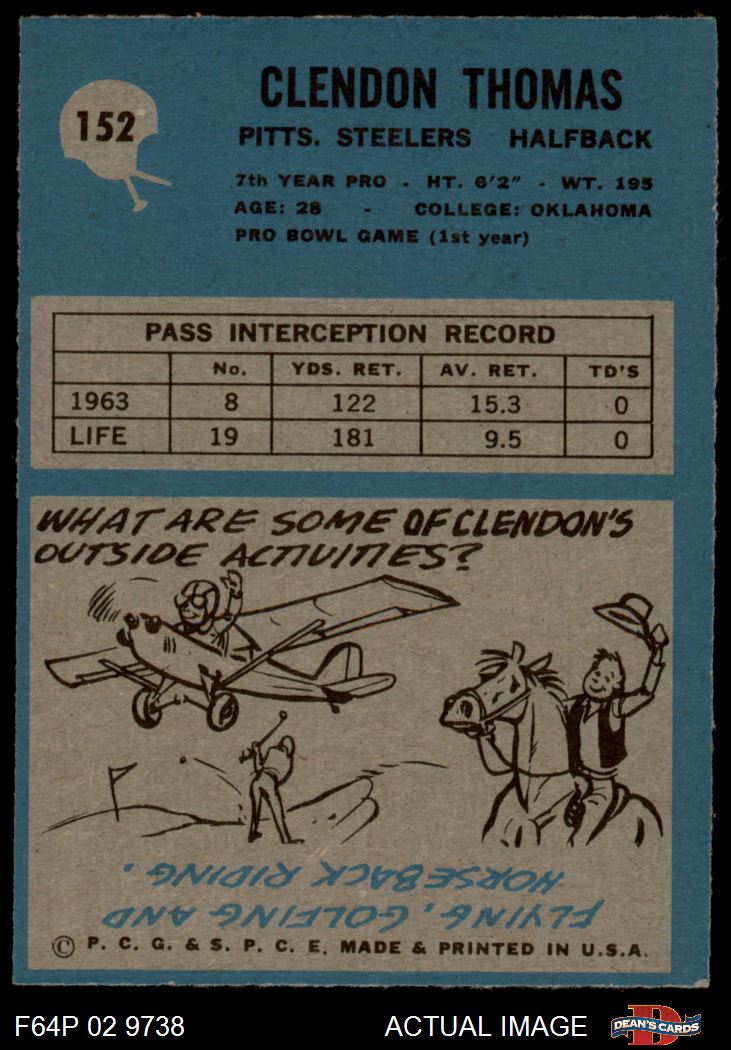 152
CLENDON THOMAS
PITTS. STEELERS HALFBACK
7th YEAR PRO - HT. 6'2" - WT. 195
AGE: 28 - COLLEGE: OKLAHOMA
PRO BOWL GAME (1st year)
PASS INTERCEPTION RECORD
No. YDS. RET. AV. RET. TD'S
1963 8 122 15.3 0
LIFE 19 181 9.5 0
WHAT ARE SOME OF CLENDON'S
OUTSIDE ACTIVITIES?
FLYING, GOLFING AND
HORSEBACK RIDING.
© P. C. G. & S. P. C. E. MADE & PRINTED IN U.S.A.
F64P 02 9738 ACTUAL IMAGE
D
DEAN'S CARDS